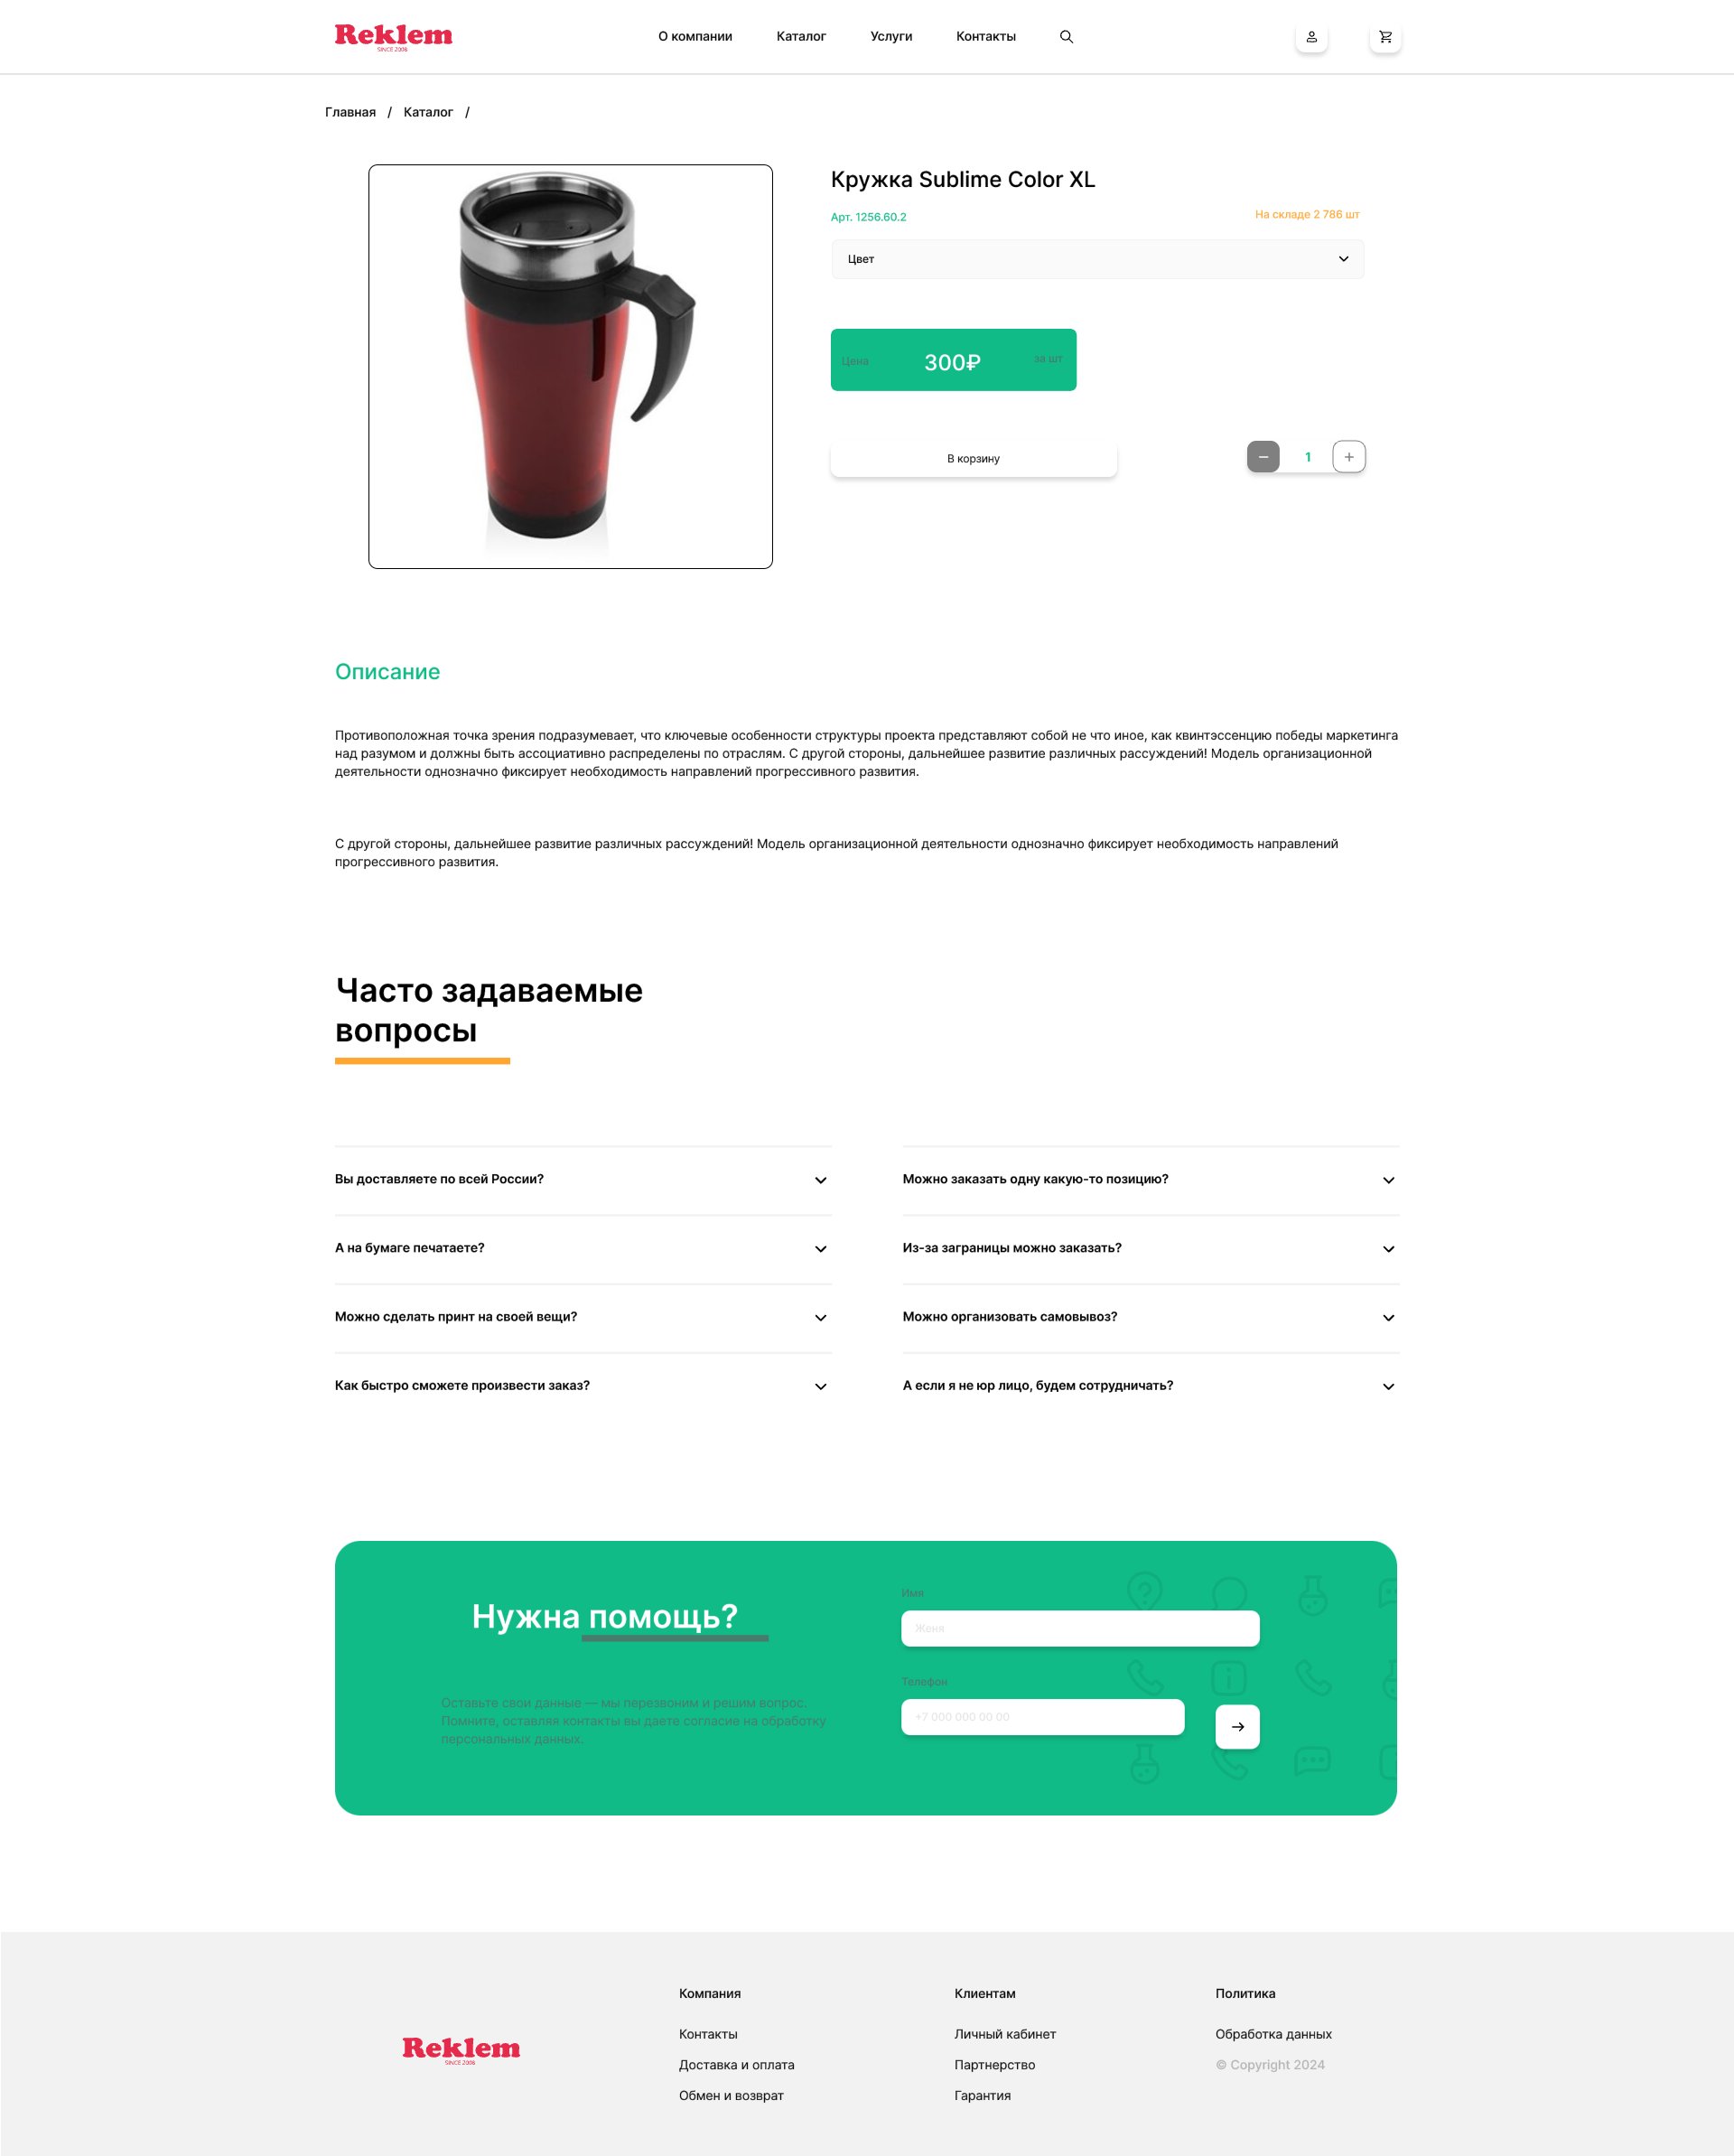 Reklem
SINCE 2006
О компании
Каталог
Услуги
Контакты
Главная / Каталог /
Кружка Sublime Color XL
Арт. 1256.60.2
На складе 2 786 шт
Цвет
Цена
300₽
за шт
В корзину
− 1 +
Описание
Противоположная точка зрения подразумевает, что ключевые особенности структуры проекта представляют собой не что иное, как квинтэссенцию победы маркетинга
над разумом и должны быть ассоциативно распределены по отраслям. С другой стороны, дальнейшее развитие различных рассуждений! Модель организационной
деятельности однозначно фиксирует необходимость направлений прогрессивного развития.
С другой стороны, дальнейшее развитие различных рассуждений! Модель организационной деятельности однозначно фиксирует необходимость направлений
прогрессивного развития.
Часто задаваемые
вопросы
Вы доставляете по всей России?
А на бумаге печатаете?
Можно сделать принт на своей вещи?
Как быстро сможете произвести заказ?
Можно заказать одну какую-то позицию?
Из-за заграницы можно заказать?
Можно организовать самовывоз?
А если я не юр лицо, будем сотрудничать?
Нужна помощь?
Оставьте свои данные — мы перезвоним и решим вопрос.
Помните, оставляя контакты вы даете согласие на обработку
персональных данных.
Имя
Женя
Телефон
+7 000 000 00 00
Reklem
SINCE 2006
Компания
Контакты
Доставка и оплата
Обмен и возврат
Клиентам
Личный кабинет
Партнерство
Гарантия
Политика
Обработка данных
© Copyright 2024